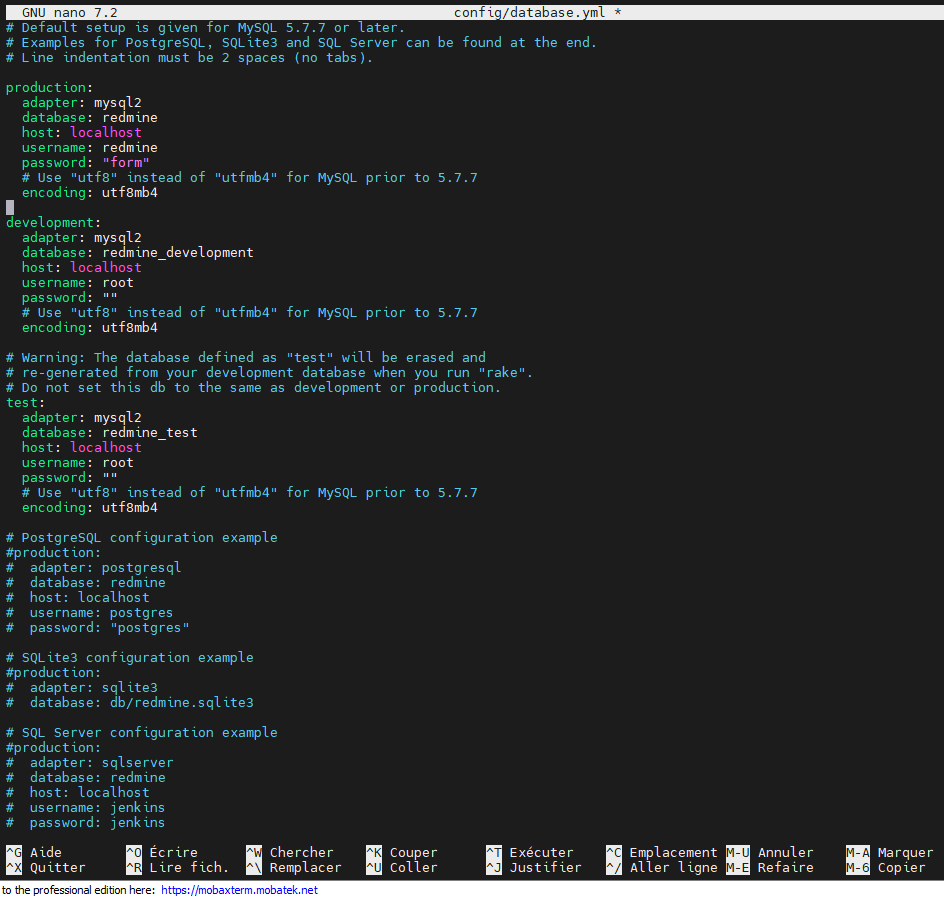 GNU nano 7.2 config/database.yml *
# Default setup is given for MySQL 5.7.7 or later.
# Examples for PostgreSQL, SQLite3 and SQL Server can be found at the end.
# Line indentation must be 2 spaces (no tabs).

production:
  adapter: mysql2
  database: redmine
  host: localhost
  username: redmine
  password: "form"
  # Use "utf8" instead of "utfmb4" for MySQL prior to 5.7.7
  encoding: utf8mb4

development:
  adapter: mysql2
  database: redmine_development
  host: localhost
  username: root
  password: ""
  # Use "utf8" instead of "utfmb4" for MySQL prior to 5.7.7
  encoding: utf8mb4

# Warning: The database defined as "test" will be erased and
# re-generated from your development database when you run "rake".
# Do not set this db to the same as development or production.
test:
  adapter: mysql2
  database: redmine_test
  host: localhost
  username: root
  password: ""
  # Use "utf8" instead of "utfmb4" for MySQL prior to 5.7.7
  encoding: utf8mb4

# PostgreSQL configuration example
#production:
#  adapter: postgresql
#  database: redmine
#  host: localhost
#  username: postgres
#  password: "postgres"

# SQLite3 configuration example
#production:
#  adapter: sqlite3
#  database: db/redmine.sqlite3

# SQL Server configuration example
#production:
#  adapter: sqlserver
#  database: redmine
#  host: localhost
#  username: jenkins
#  password: jenkins

^G Aide ^O Écrire ^W Chercher ^K Couper ^T Exécuter ^C Emplacement M-U Annuler M-A Marquer
^X Quitter ^R Lire fich. ^\ Remplacer ^U Coller ^J Justifier ^/ Aller ligne M-E Refaire M-6 Copier
to the professional edition here: https://mobaxterm.mobatek.net